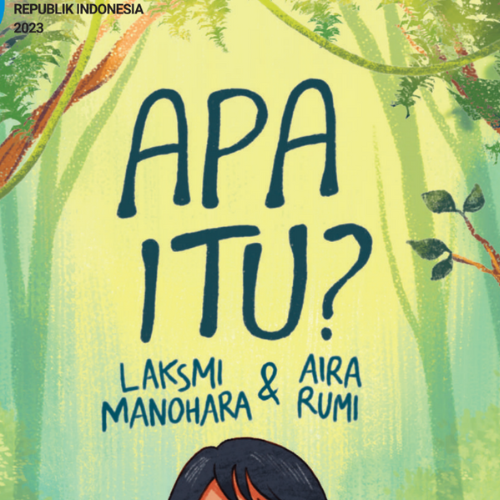 REPUBLIK INDONESIA
2023
APA
ITU?
LAKSMI
MANOHARA
&
AIRA
RUMI